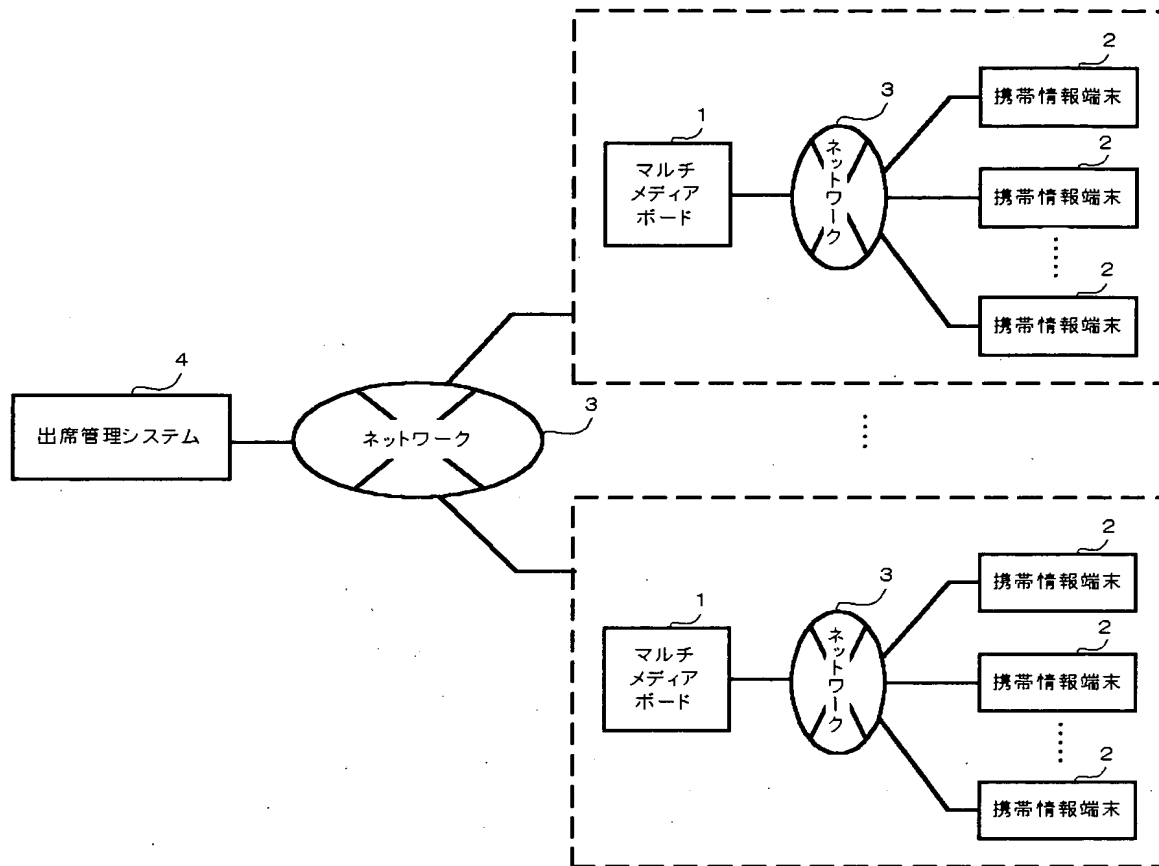 2
携帯情報端末
3
1
2
マルチ
メディア
ボード
ネットワーク
携帯情報端末
2
携帯情報端末
4
出席管理システム
3
ネットワーク
2
携帯情報端末
3
1
2
マルチ
メディア
ボード
ネットワーク
携帯情報端末
2
携帯情報端末